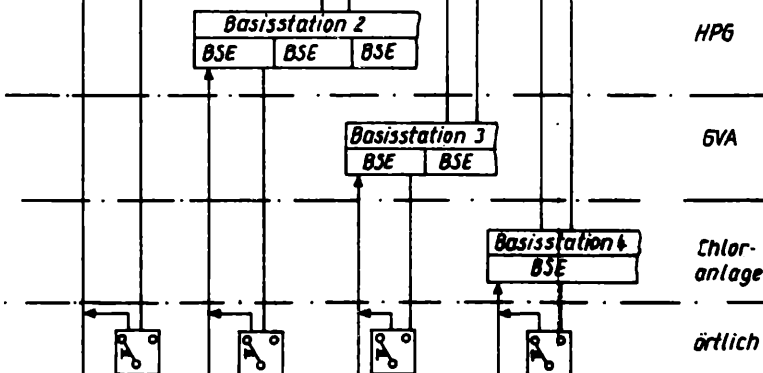 Basisstation 2
BSE BSE BSE
HPG
Basisstation 3
BSE BSE
GVA
Basisstation 4
BSE
Chlor-
anlage
örtlich